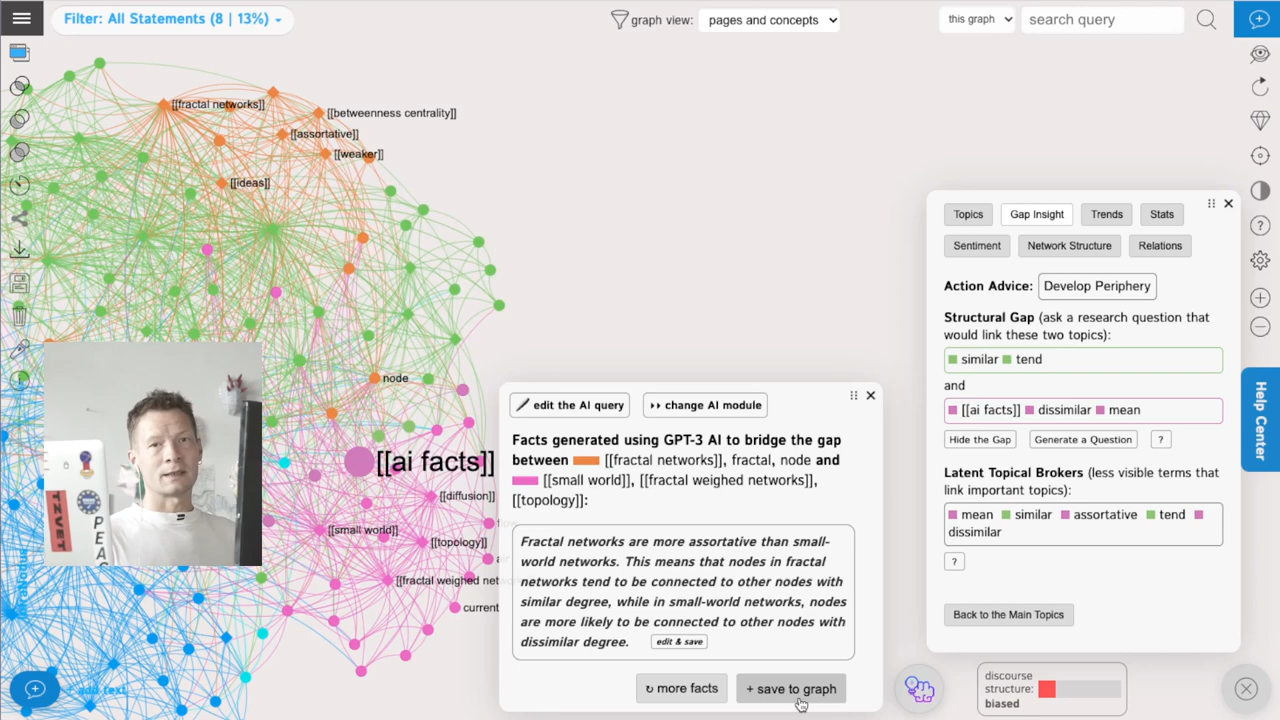 Filter: All Statements (8 | 13%)
graph view: pages and concepts
this graph
search query
[[fractal networks]]
[[betweenness centrality]]
[[assortative]]
[[weaker]]
[[ideas]]
node
[[ai facts]]
[[diffusion]]
[[small world]]
[[topology]]
[[fractal weighed netw
current
+ add text
TZVET
PEA
edit the AI query
change AI module
Facts generated using GPT-3 AI to bridge the gap
between [[fractal networks]], fractal, node and
[[small world]], [[fractal weighed networks]],
[[topology]]:
Fractal networks are more assortative than small-
world networks. This means that nodes in fractal
networks tend to be connected to other nodes with
similar degree, while in small-world networks, nodes
are more likely to be connected to other nodes with
dissimilar degree. edit & save
↻ more facts
+ save to graph
Topics
Gap Insight
Trends
Stats
Sentiment
Network Structure
Relations
Action Advice: Develop Periphery
Structural Gap (ask a research question that
would link these two topics):
similar tend
and
[[ai facts]] dissimilar mean
Hide the Gap
Generate a Question
?
Latent Topical Brokers (less visible terms that
link important topics):
mean similar assortative tend
dissimilar
?
Back to the Main Topics
Help Center
discourse
structure:
biased